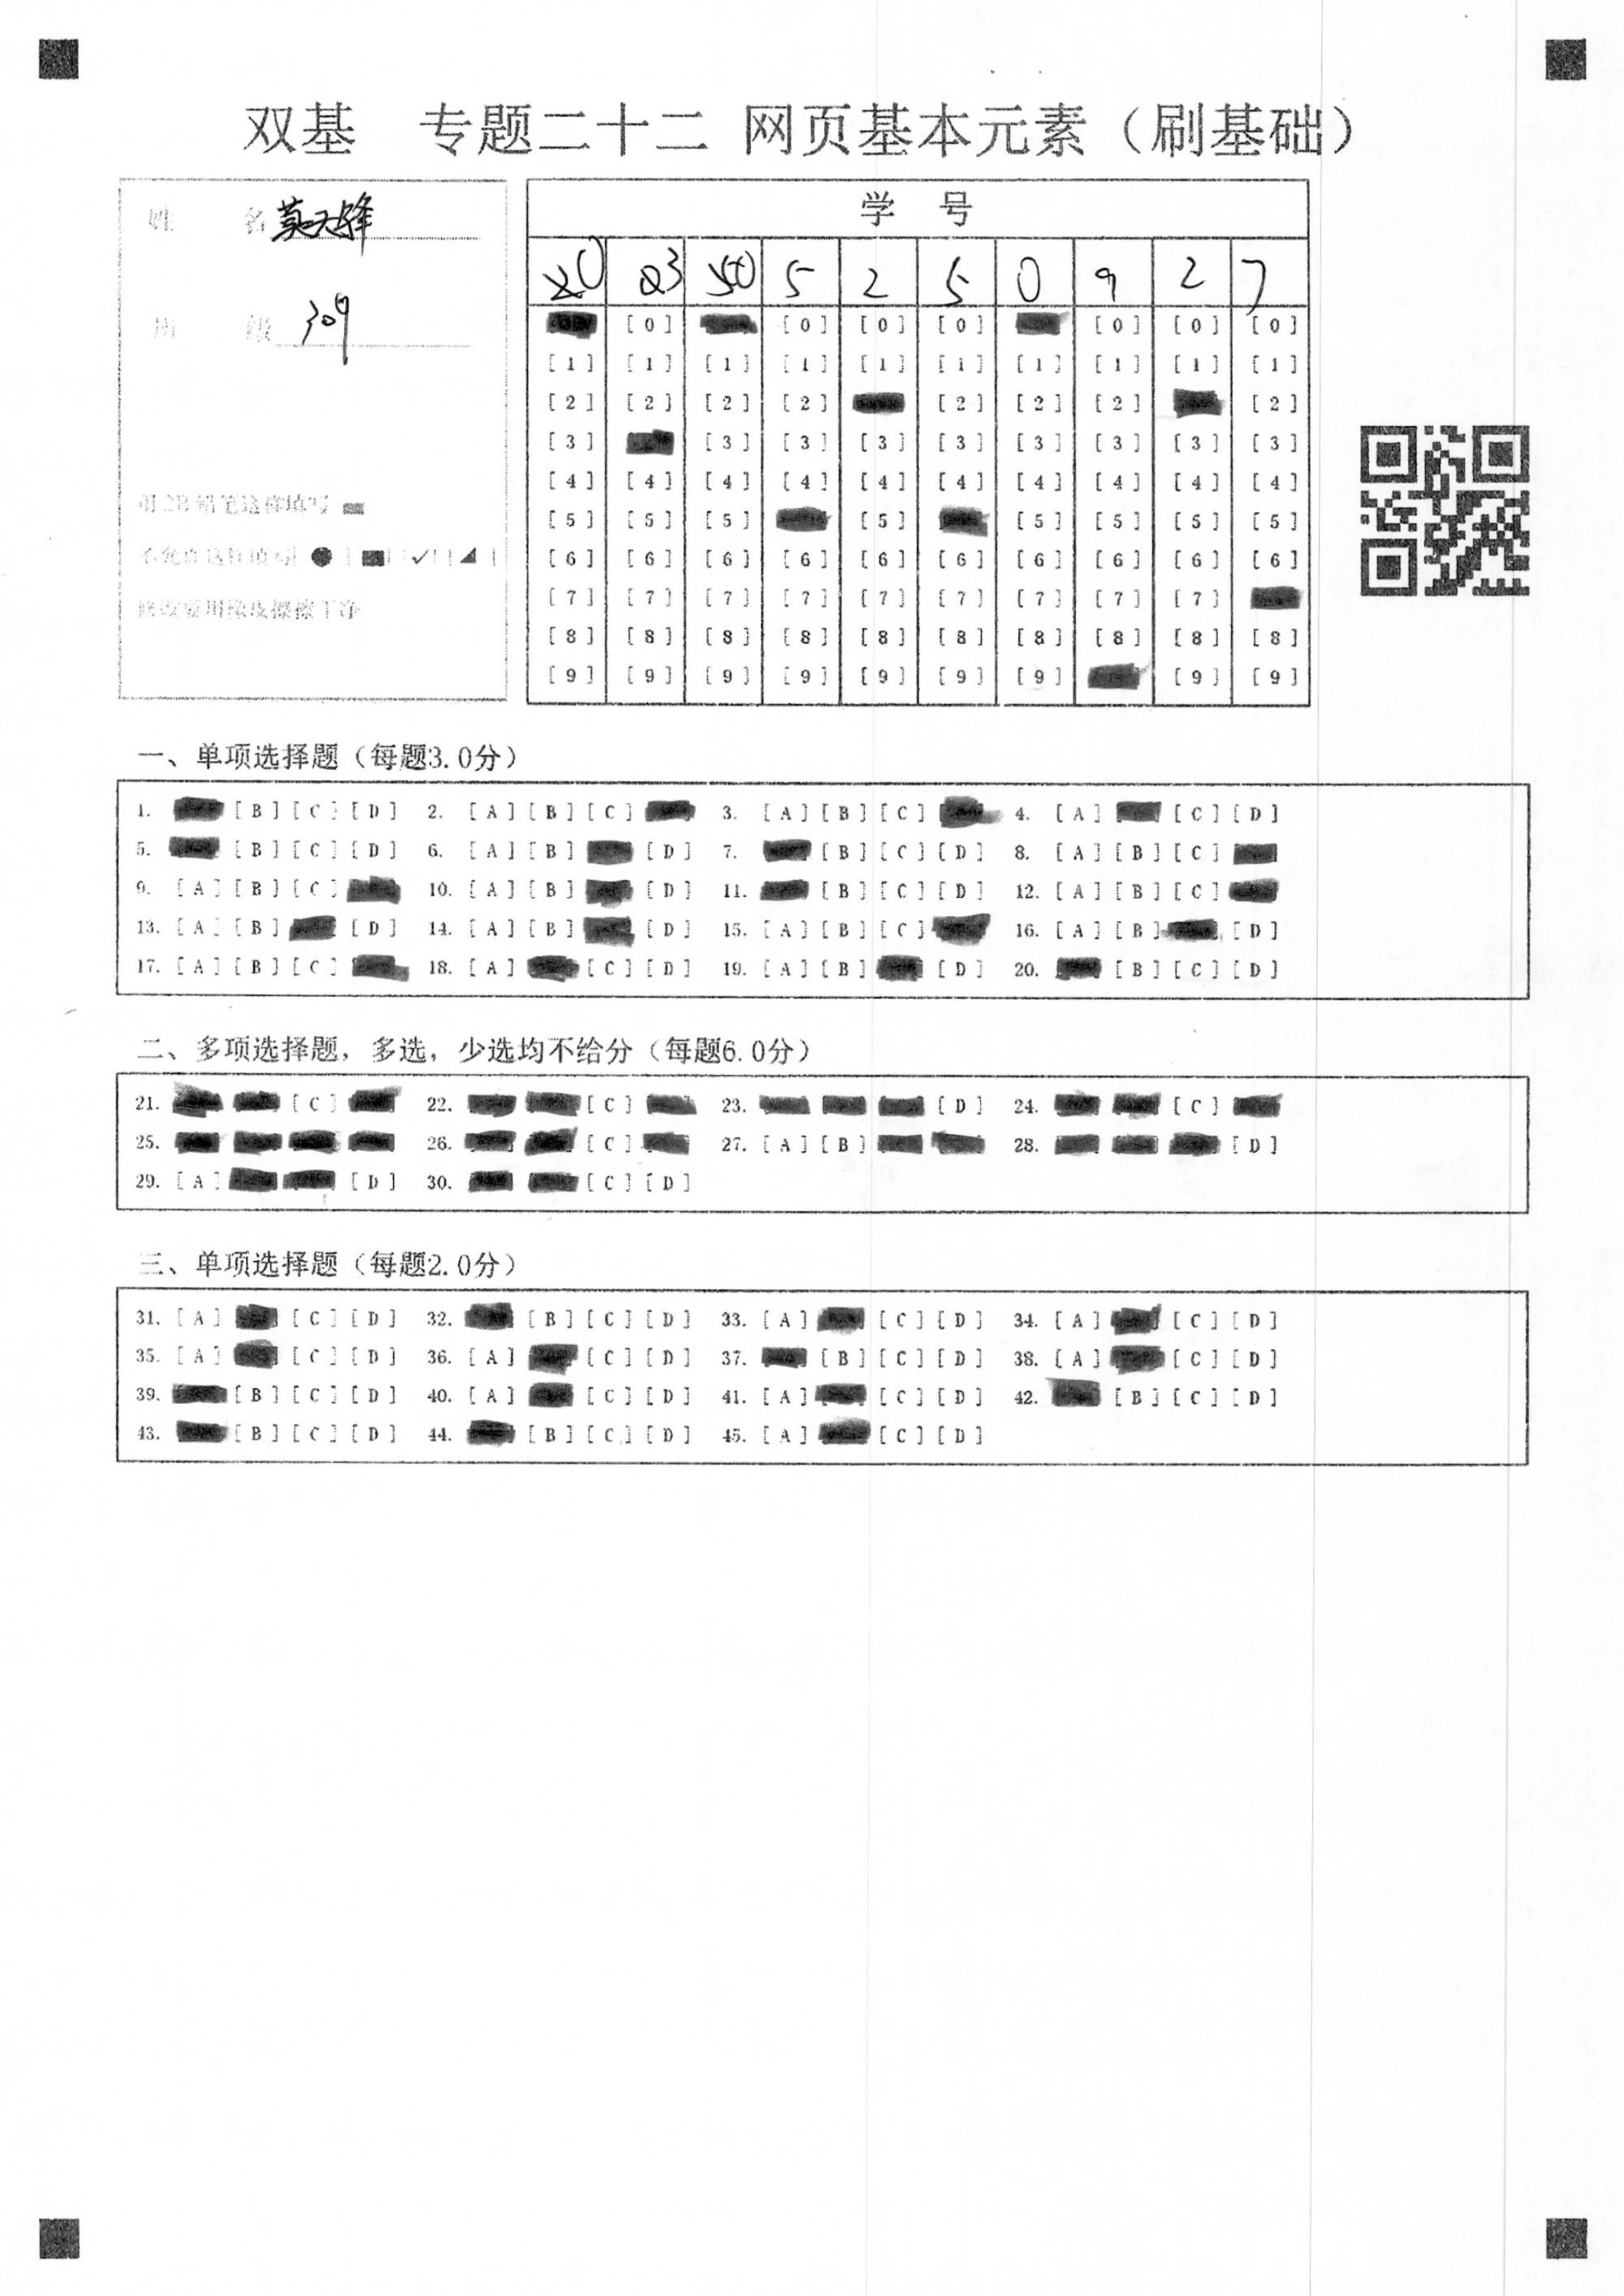 双基 专题二十二 网页基本元素（刷基础）
姓 名 莫天锋
班 级 309
用2B铅笔这样填写
不允许这样填写
修改要用橡皮擦擦干净
学 号
0 3 0 5 2 5 0 9 2 7
[0] [0] [0] [0] [0] [0] [0]
[1] [1] [1] [1] [1] [1] [1] [1] [1] [1]
[2] [2] [2] [2] [2] [2] [2] [2]
[3] [3] [3] [3] [3] [3] [3] [3] [3]
[4] [4] [4] [4] [4] [4] [4] [4] [4] [4]
[5] [5] [5] [5] [5] [5] [5] [5]
[6] [6] [6] [6] [6] [6] [6] [6] [6] [6]
[7] [7] [7] [7] [7] [7] [7] [7] [7]
[8] [8] [8] [8] [8] [8] [8] [8] [8] [8]
[9] [9] [9] [9] [9] [9] [9] [9] [9]
一、单项选择题（每题3.0分）
1. [B] [C] [D] 2. [A] [B] [C] 3. [A] [B] [C] 4. [A] [C] [D]
5. [B] [C] [D] 6. [A] [B] [D] 7. [B] [C] [D] 8. [A] [B] [C]
9. [A] [B] [C] 10. [A] [B] [D] 11. [B] [C] [D] 12. [A] [B] [C]
13. [A] [B] [D] 14. [A] [B] [D] 15. [A] [B] [C] 16. [A] [B] [D]
17. [A] [B] [C] 18. [A] [C] [D] 19. [A] [B] [D] 20. [B] [C] [D]
二、多项选择题，多选，少选均不给分（每题6.0分）
21. [C] 22. [C] 23. [D] 24. [C]
25. 26. [C] 27. [A] [B] 28. [D]
29. [A] [D] 30. [C] [D]
三、单项选择题（每题2.0分）
31. [A] [C] [D] 32. [B] [C] [D] 33. [A] [C] [D] 34. [A] [C] [D]
35. [A] [C] [D] 36. [A] [C] [D] 37. [B] [C] [D] 38. [A] [C] [D]
39. [B] [C] [D] 40. [A] [C] [D] 41. [A] [C] [D] 42. [B] [C] [D]
43. [B] [C] [D] 44. [B] [C] [D] 45. [A] [C] [D]